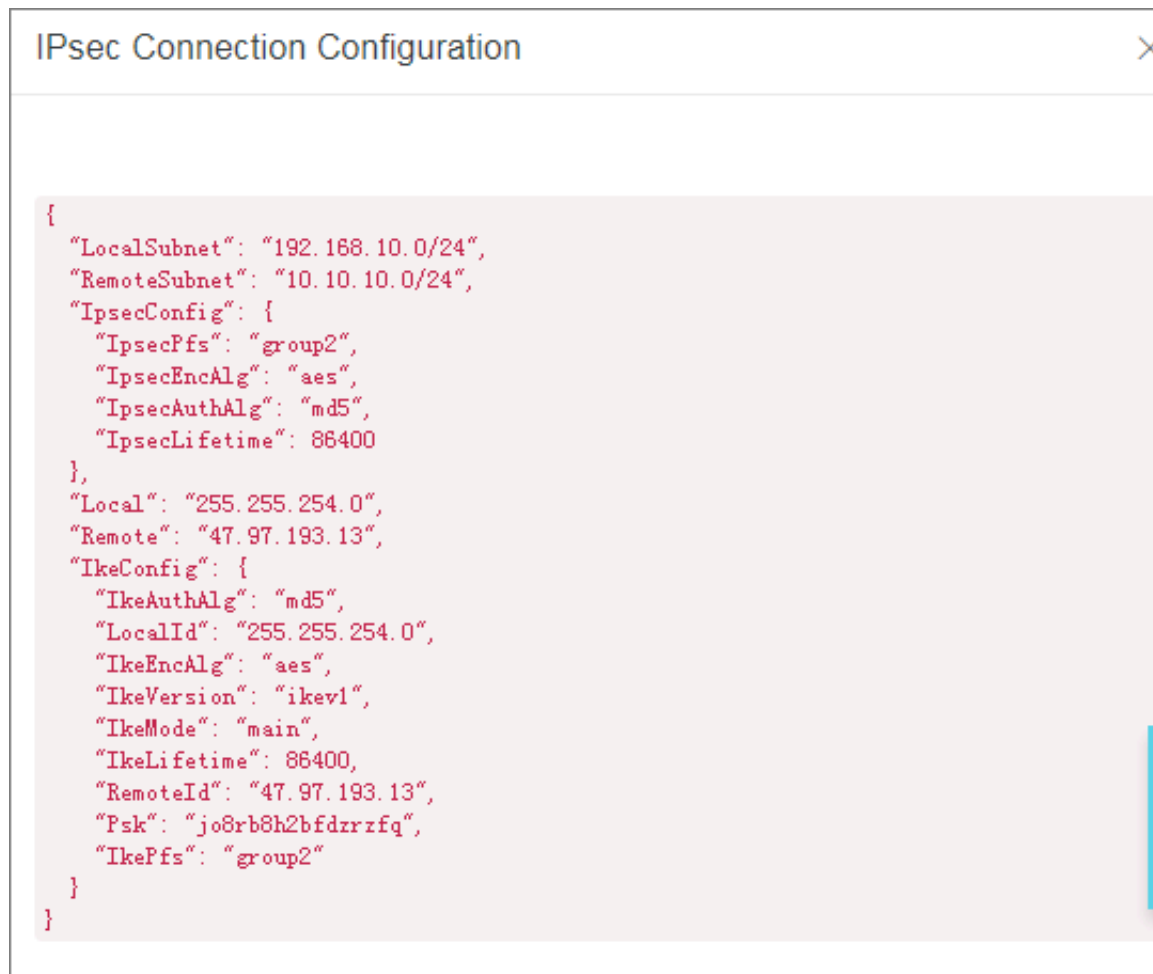 IPsec Connection Configuration
{
"LocalSubnet": "192.168.10.0/24",
"RemoteSubnet": "10.10.10.0/24",
"IpsecConfig": {
"IpsecPfs": "group2",
"IpsecEncAlg": "aes",
"IpsecAuthAlg": "md5",
"IpsecLifetime": 86400
},
"Local": "255.255.254.0",
"Remote": "47.97.193.13",
"IkeConfig": {
"IkeAuthAlg": "md5",
"LocalId": "255.255.254.0",
"IkeEncAlg": "aes",
"IkeVersion": "ikev1",
"IkeMode": "main",
"IkeLifetime": 86400,
"RemoteId": "47.97.193.13",
"Psk": "jo8rb8h2bfdzrzfq",
"IkePfs": "group2"
}
}